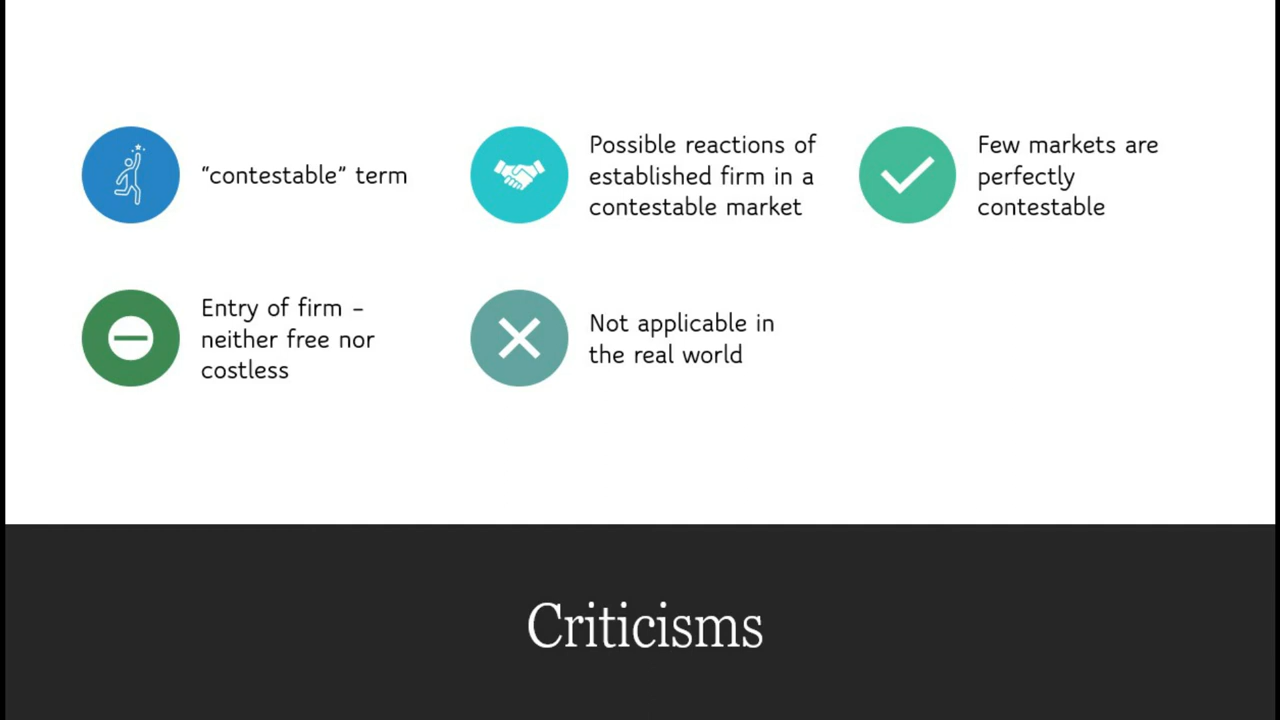 "contestable" term
Possible reactions of
established firm in a
contestable market
Few markets are
perfectly
contestable
Entry of firm –
neither free nor
costless
Not applicable in
the real world
Criticisms